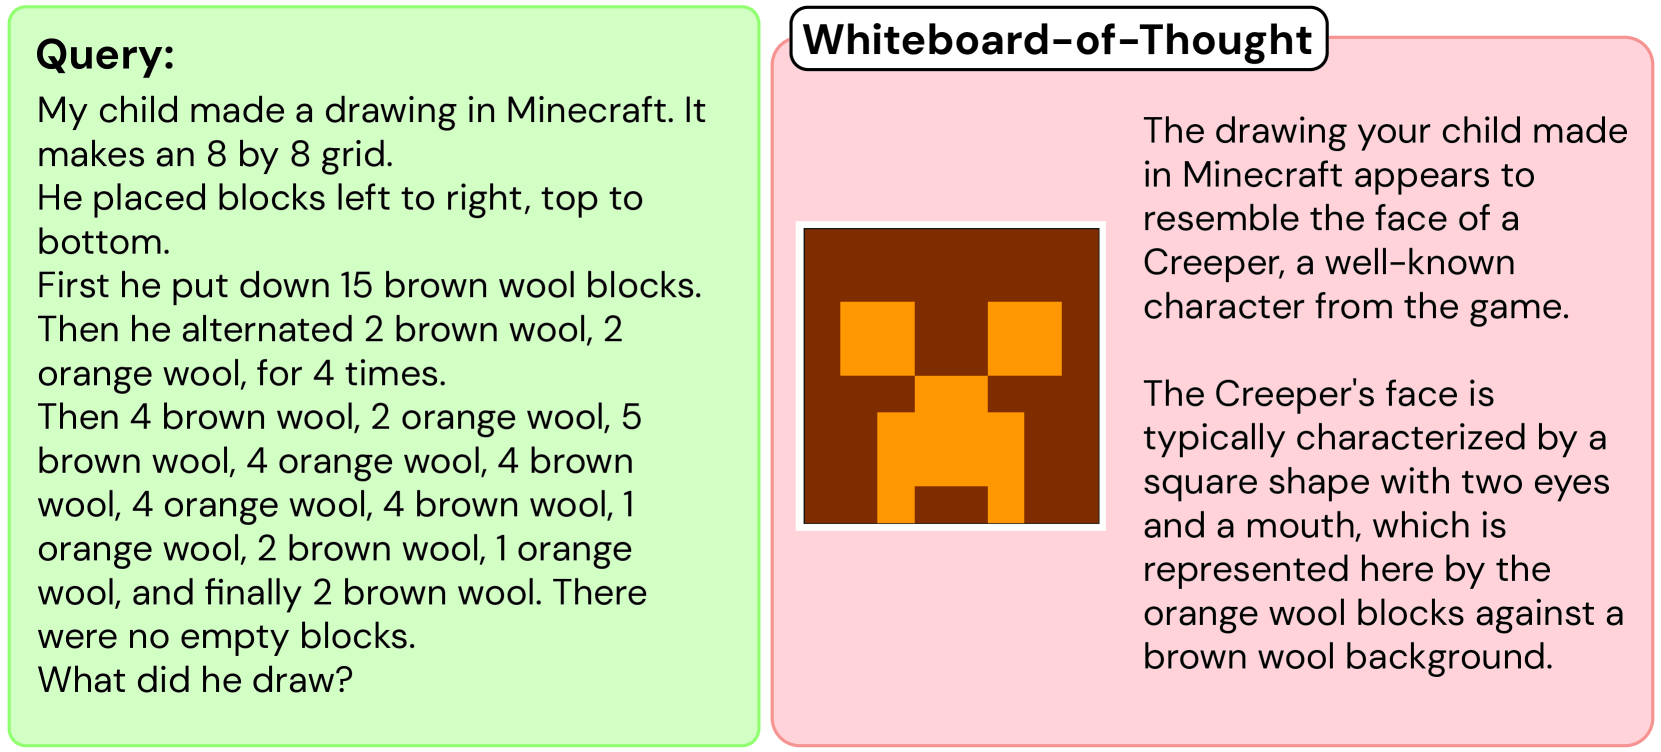 Query:
My child made a drawing in Minecraft. It
makes an 8 by 8 grid.
He placed blocks left to right, top to
bottom.
First he put down 15 brown wool blocks.
Then he alternated 2 brown wool, 2
orange wool, for 4 times.
Then 4 brown wool, 2 orange wool, 5
brown wool, 4 orange wool, 4 brown
wool, 4 orange wool, 4 brown wool, 1
orange wool, 2 brown wool, 1 orange
wool, and finally 2 brown wool. There
were no empty blocks.
What did he draw?
Whiteboard-of-Thought
The drawing your child made
in Minecraft appears to
resemble the face of a
Creeper, a well-known
character from the game.
The Creeper's face is
typically characterized by a
square shape with two eyes
and a mouth, which is
represented here by the
orange wool blocks against a
brown wool background.